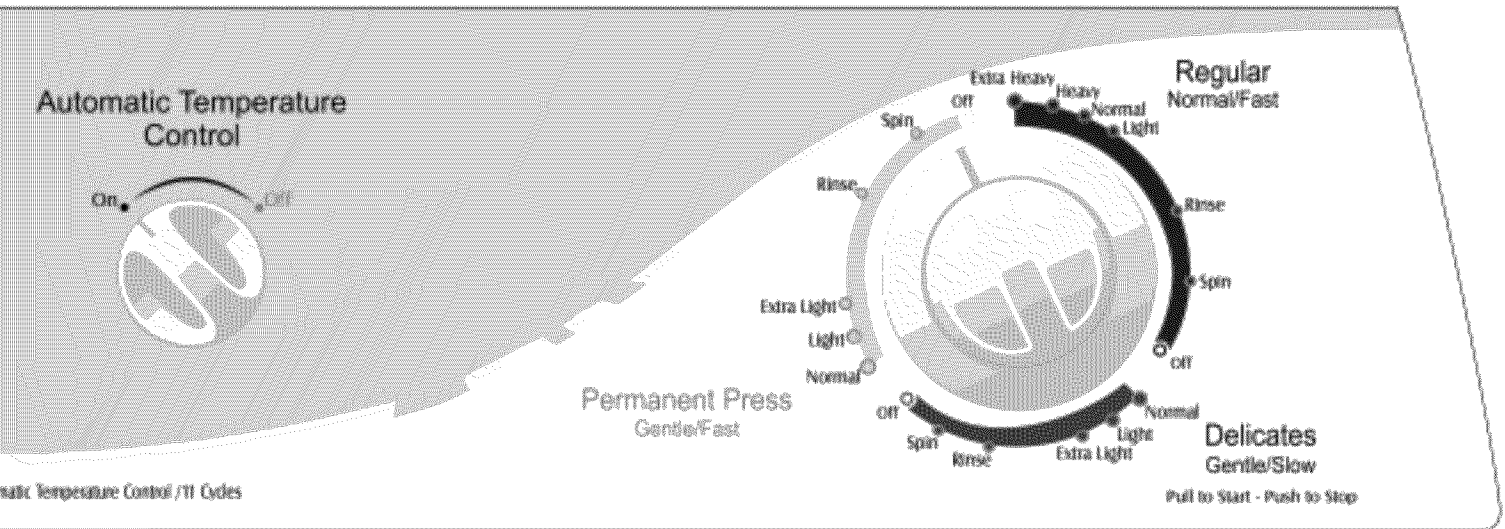 Automatic Temperature
Control
On
Off
Regular
Normal/Fast
Extra Heavy
Heavy
Normal
Light
Rinse
Spin
Off
Off
Spin
Rinse
Extra Light
Light
Normal
Permanent Press
Gentle/Fast
Off
Spin
Rinse
Extra Light
Light
Normal
Delicates
Gentle/Slow
Pull to Start - Push to Stop
matic Temperature Control /11 Cycles